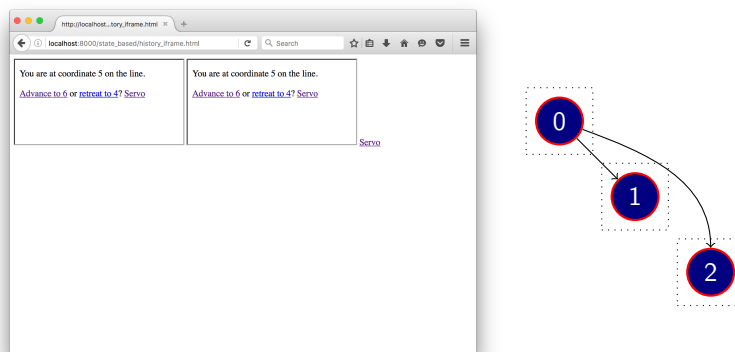 http://localhost...tory_iframe.html
localhost:8000/state_based/history_iframe.html
Search
You are at coordinate 5 on the line.
Advance to 6 or retreat to 4? Servo
You are at coordinate 5 on the line.
Advance to 6 or retreat to 4? Servo
Servo
0
1
2